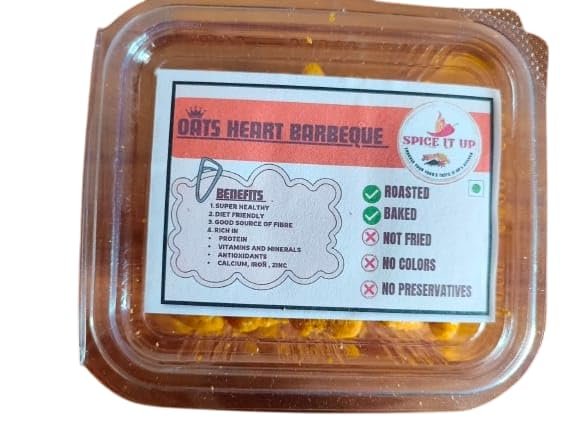 OATS HEART BARBEQUE
SPICE IT UP
BENEFITS
1. SUPER HEALTHY
2. DIET FRIENDLY
3. GOOD SOURCE OF FIBRE
4. RICH IN
• PROTEIN
• VITAMINS AND MINERALS
• ANTIOXIDANTS
• CALCIUM, IRON , ZINC
ROASTED
BAKED
NOT FRIED
NO COLORS
NO PRESERVATIVES